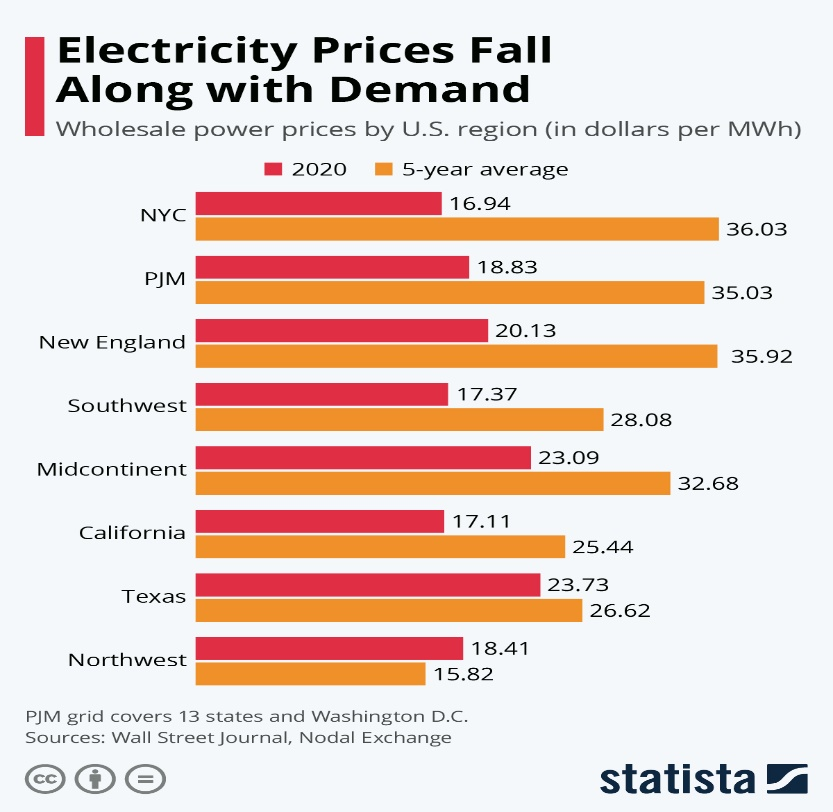 Electricity Prices Fall
Along with Demand
Wholesale power prices by U.S. region (in dollars per MWh)
2020 5-year average
NYC 16.94
36.03
PJM 18.83
35.03
New England 20.13
35.92
Southwest 17.37
28.08
Midcontinent 23.09
32.68
California 17.11
25.44
Texas 23.73
26.62
Northwest 18.41
15.82
PJM grid covers 13 states and Washington D.C.
Sources: Wall Street Journal, Nodal Exchange
cc statista